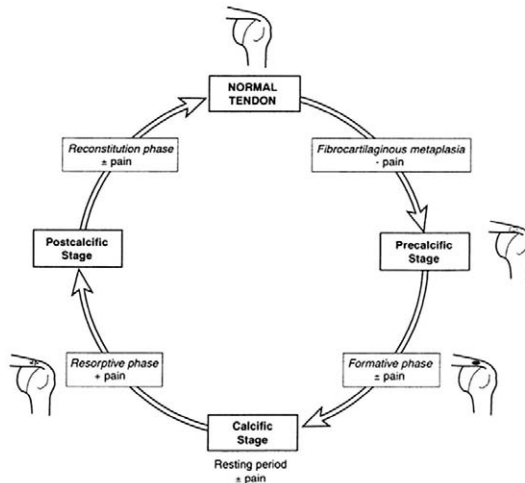 NORMAL
TENDON
Fibrocartilaginous metaplasia
- pain
Precalcific
Stage
Formative phase
± pain
Calcific
Stage
Resting period
± pain
Resorptive phase
+ pain
Postcalcific
Stage
Reconstitution phase
± pain